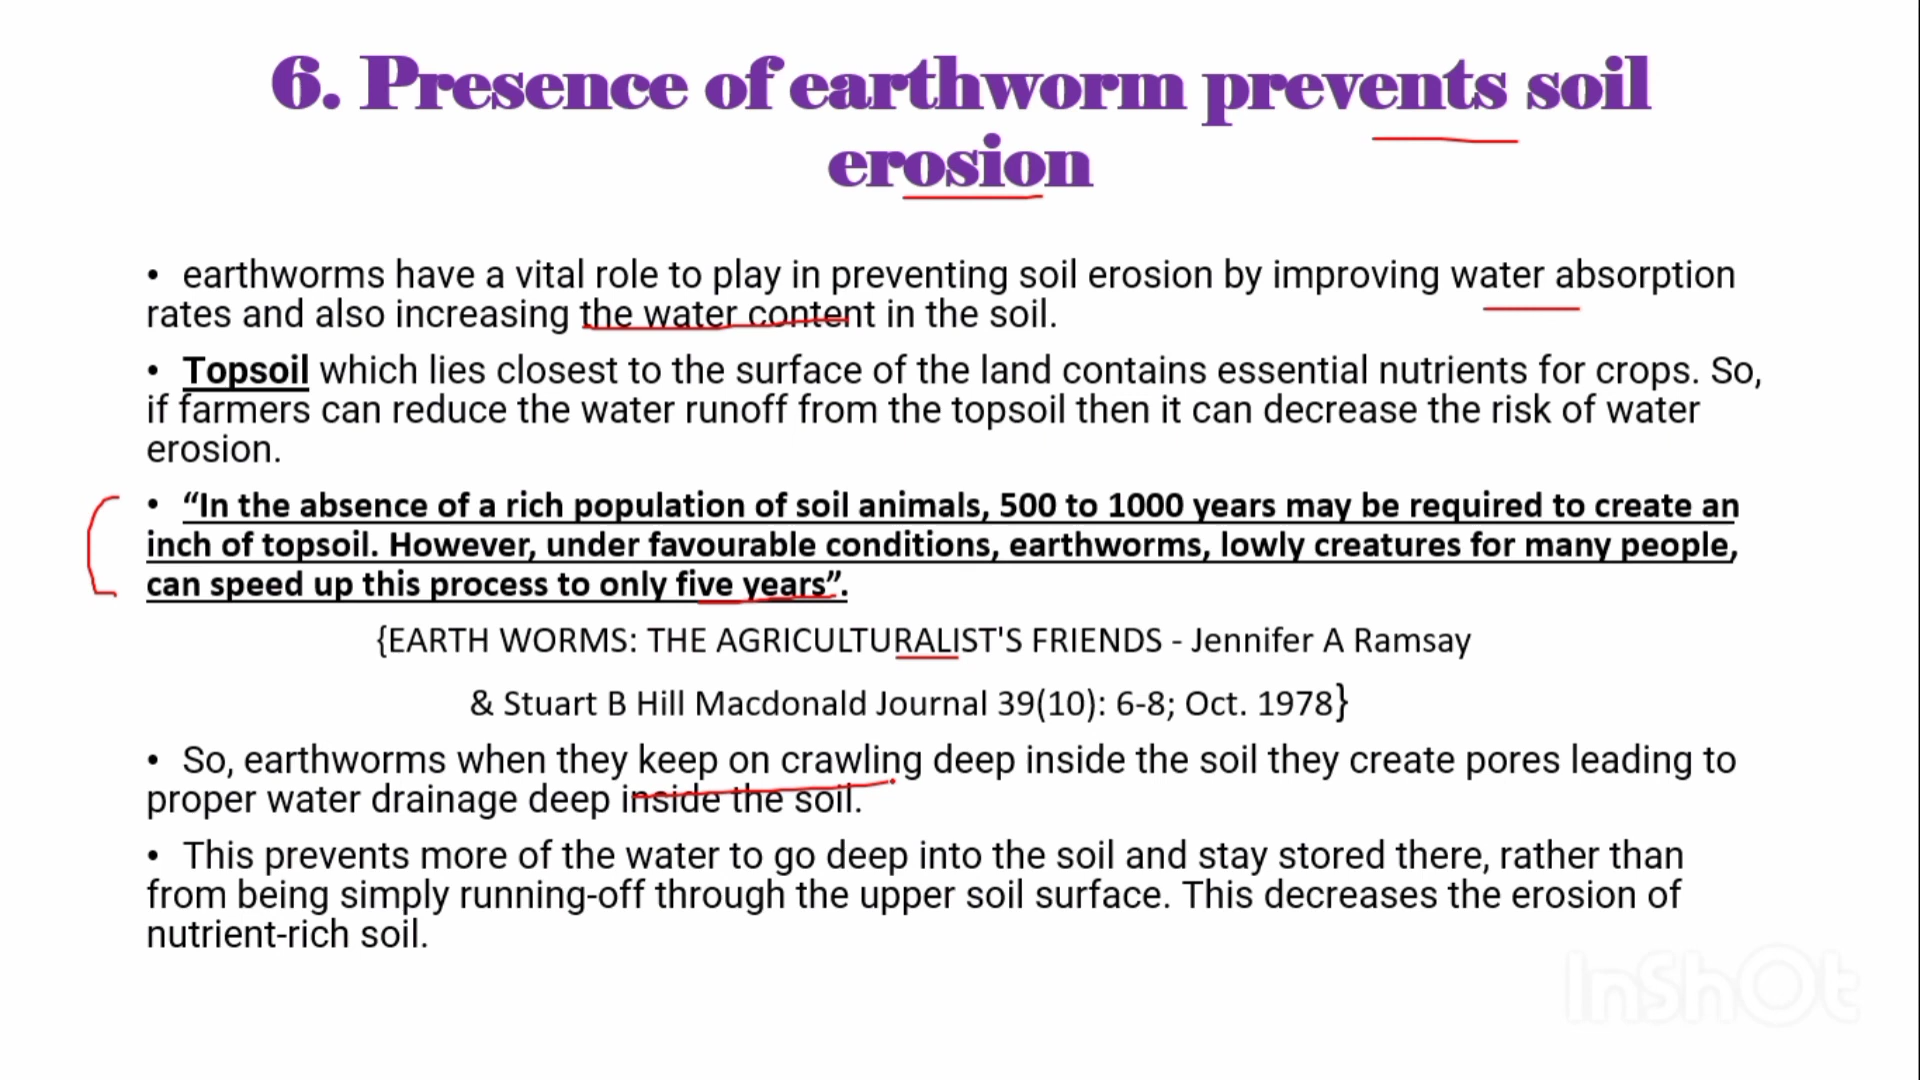 6. Presence of earthworm prevents soil
erosion
• earthworms have a vital role to play in preventing soil erosion by improving water absorption
rates and also increasing the water content in the soil.
• Topsoil which lies closest to the surface of the land contains essential nutrients for crops. So,
if farmers can reduce the water runoff from the topsoil then it can decrease the risk of water
erosion.
• “In the absence of a rich population of soil animals, 500 to 1000 years may be required to create an
inch of topsoil. However, under favourable conditions, earthworms, lowly creatures for many people,
can speed up this process to only five years”.
{EARTH WORMS: THE AGRICULTURALIST'S FRIENDS - Jennifer A Ramsay
& Stuart B Hill Macdonald Journal 39(10): 6-8; Oct. 1978}
• So, earthworms when they keep on crawling deep inside the soil they create pores leading to
proper water drainage deep inside the soil.
• This prevents more of the water to go deep into the soil and stay stored there, rather than
from being simply running-off through the upper soil surface. This decreases the erosion of
nutrient-rich soil.
InShOt